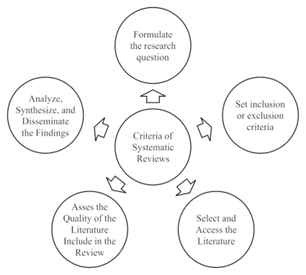 Formulate
the research
question
Analyze,
Synthesize, and
Disseminate
the Findings
Set inclusion
or exclusion
criteria
Criteria of
Systematic
Reviews
Asses the
Quality of the
Literature
Include in the
Review
Select and
Access the
Literature